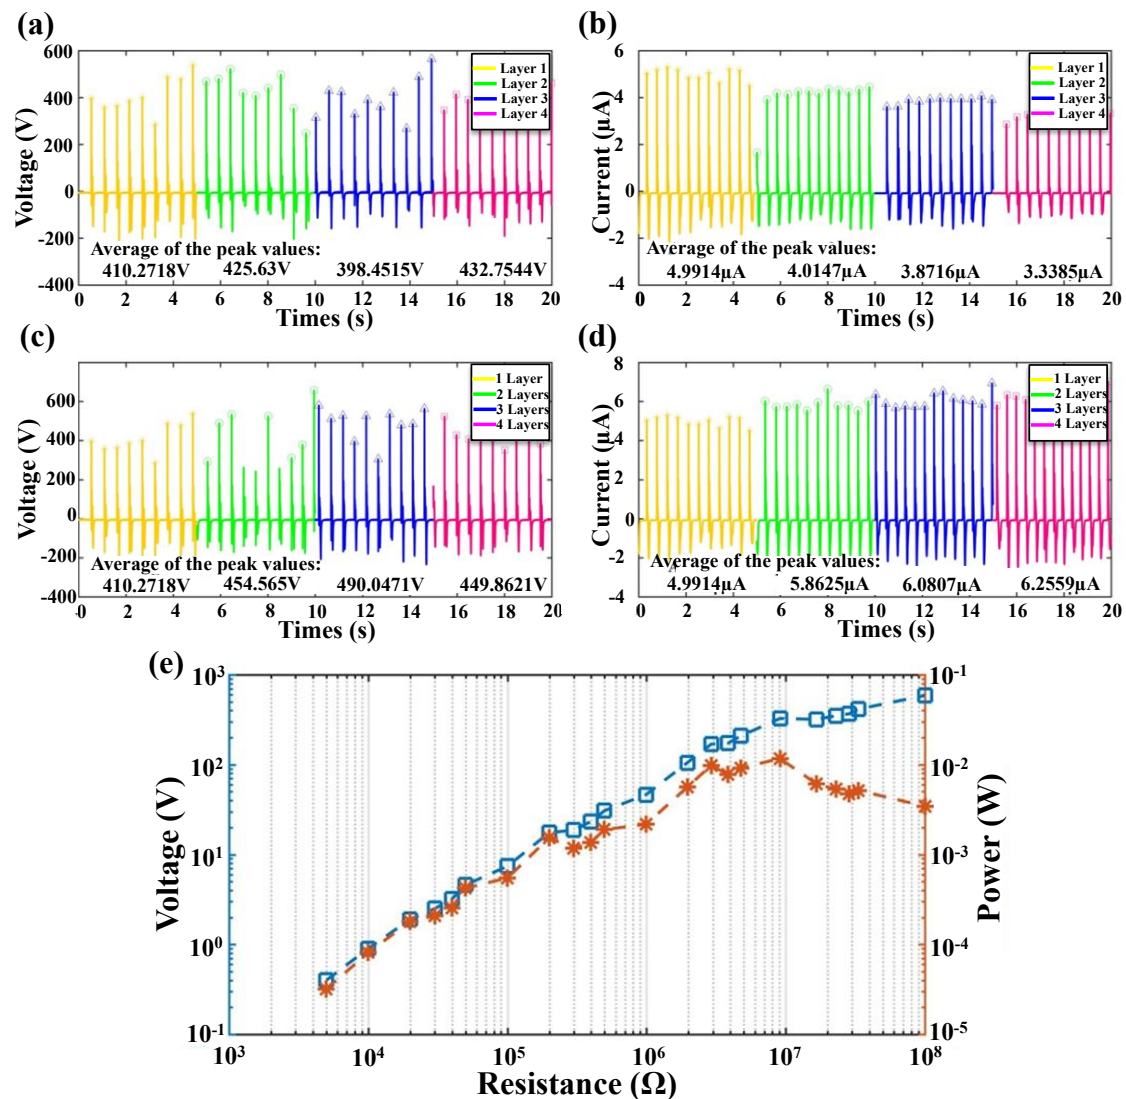 (a)
(b)
600
400
200
0
-200
-400
Voltage (V)
Layer 1
Layer 2
Layer 3
Layer 4
Average of the peak values:
410.2718V 425.63V 398.4515V 432.7544V
0 2 4 6 8 10 12 14 16 18 20
Times (s)
6
4
2
0
-2
-4
Current (µA)
Layer 1
Layer 2
Layer 3
Layer 4
Average of the peak values:
4.9914µA 4.0147µA 3.8716µA 3.3385µA
0 2 4 6 8 10 12 14 16 18 20
Times (s)
(c)
(d)
600
400
200
0
-200
-400
Voltage (V)
1 Layer
2 Layers
3 Layers
4 Layers
Average of the peak values:
410.2718V 454.565V 490.0471V 449.8621V
0 2 4 6 8 10 12 14 16 18 20
Times (s)
8
6
4
2
0
-2
-4
Current (µA)
1 Layer
2 Layers
3 Layers
4 Layers
Average of the peak values:
4.9914µA 5.8625µA 6.0807µA 6.2559µA
0 2 4 6 8 10 12 14 16 18 20
Times (s)
(e)
10³
10²
10¹
10⁰
10⁻¹
Voltage (V)
10⁻¹
10⁻²
10⁻³
10⁻⁴
10⁻⁵
Power (W)
10³ 10⁴ 10⁵ 10⁶ 10⁷ 10⁸
Resistance (Ω)